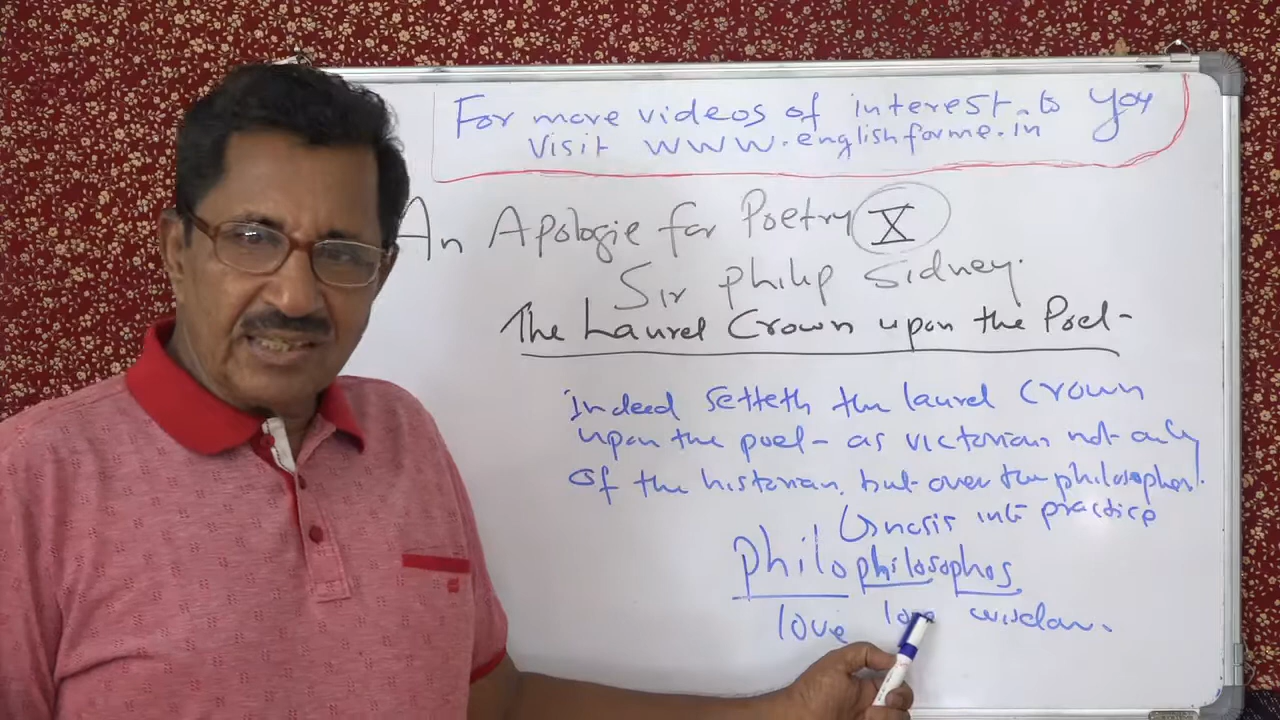 For more videos of interest to you
Visit www.englishforme.in
An Apologie for Poetry X
Sir Philip Sidney.
The Laurel Crown upon the Poet
indeed setteth the laurel crown
upon the poet as victorian not only
of the historian, but over the philosopher.
Gnosis into practice
philophilosophos
love love wisdom.